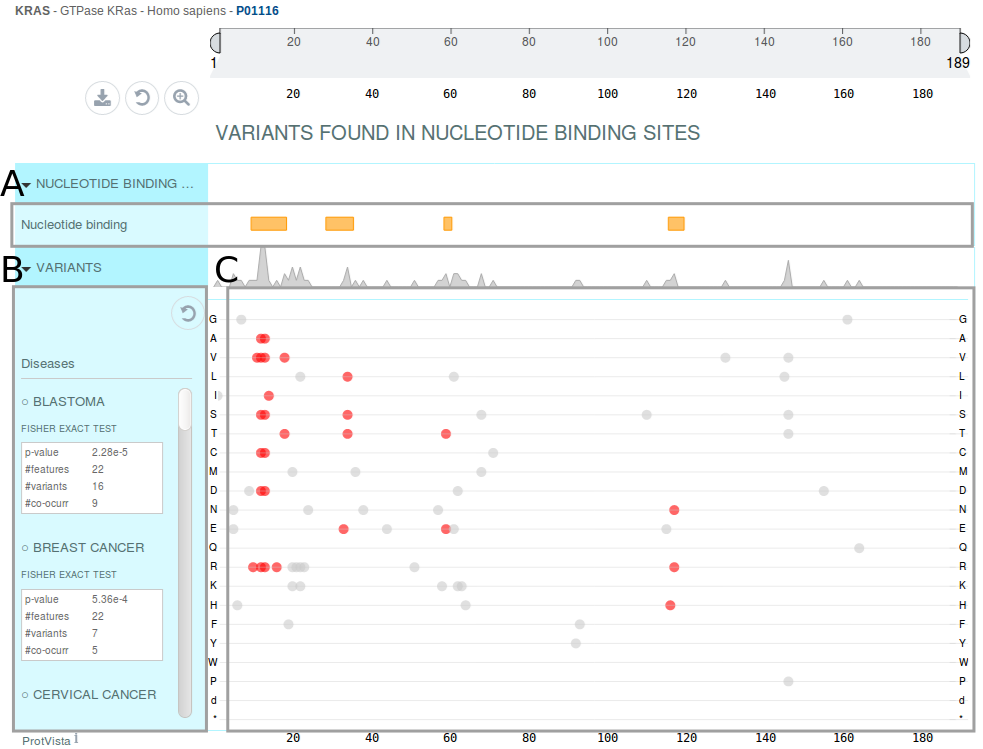 KRAS - GTPase KRas - Homo sapiens - P01116
20 40 60 80 100 120 140 160 180
1 189
20 40 60 80 100 120 140 160 180
VARIANTS FOUND IN NUCLEOTIDE BINDING SITES
A NUCLEOTIDE BINDING ...
Nucleotide binding
B VARIANTS C
G G
A A
V V
Diseases
L L
I I
BLASTOMA
S S
FISHER EXACT TEST
T T
p-value 2.28e-5
C C
#features 22
M M
#variants 16
D D
#co-ocurr 9
N N
E E
BREAST CANCER
Q Q
FISHER EXACT TEST
R R
K K
p-value 5.36e-4
H H
#features 22
F F
#variants 7
Y Y
#co-ocurr 5
W W
P P
CERVICAL CANCER
d d
* *
ProtVista i
20 40 60 80 100 120 140 160 180